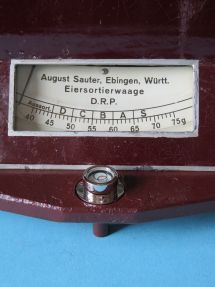 August Sauter, Ebingen, Württ.
Eiersortierwaage
D.R.P.
Aussort D C B A S
40 45 50 55 60 65 70 75g